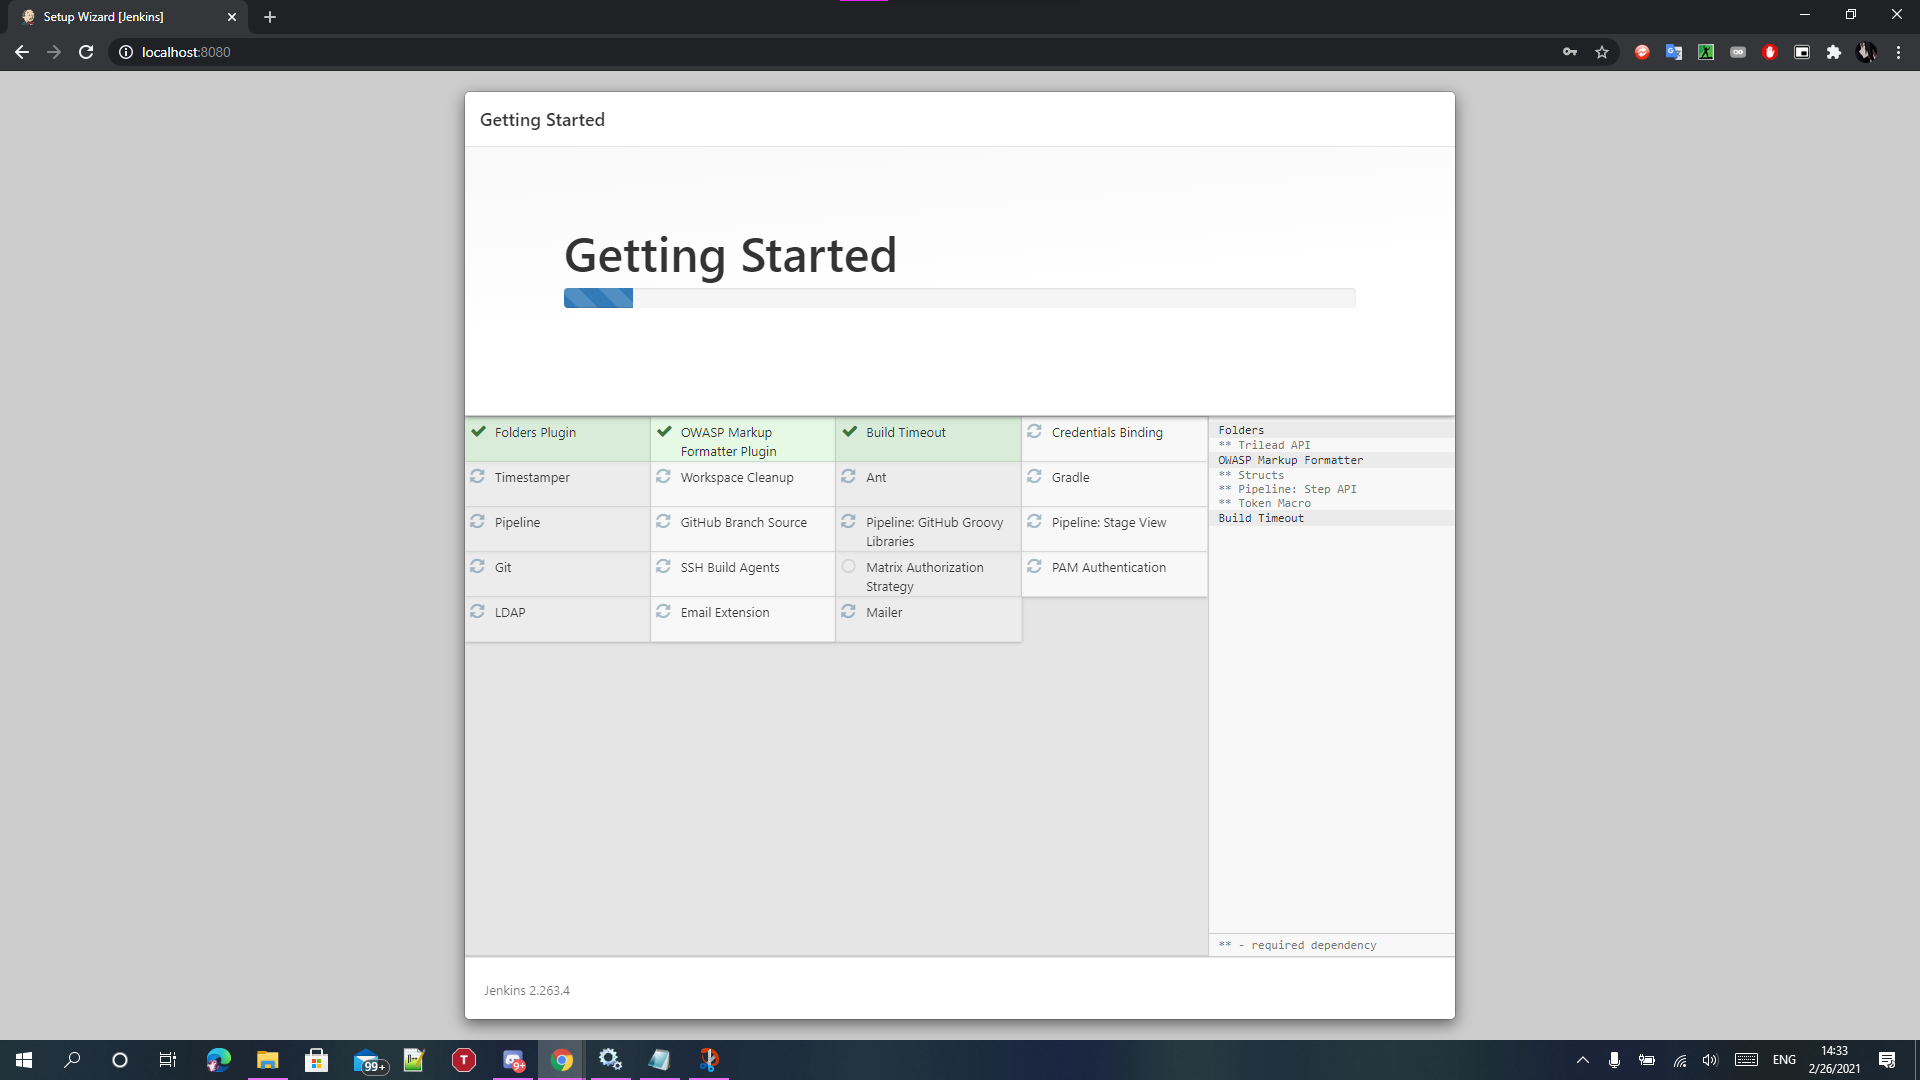 Setup Wizard [Jenkins]
localhost:8080
Getting Started
Getting Started
Folders Plugin
OWASP Markup
Formatter Plugin
Build Timeout
Credentials Binding
Timestamper
Workspace Cleanup
Ant
Gradle
Pipeline
GitHub Branch Source
Pipeline: GitHub Groovy
Libraries
Pipeline: Stage View
Git
SSH Build Agents
Matrix Authorization
Strategy
PAM Authentication
LDAP
Email Extension
Mailer
Folders
** Trilead API
OWASP Markup Formatter
** Structs
** Pipeline: Step API
** Token Macro
Build Timeout
** - required dependency
Jenkins 2.263.4
99+
T
9+
ENG
14:33
2/26/2021